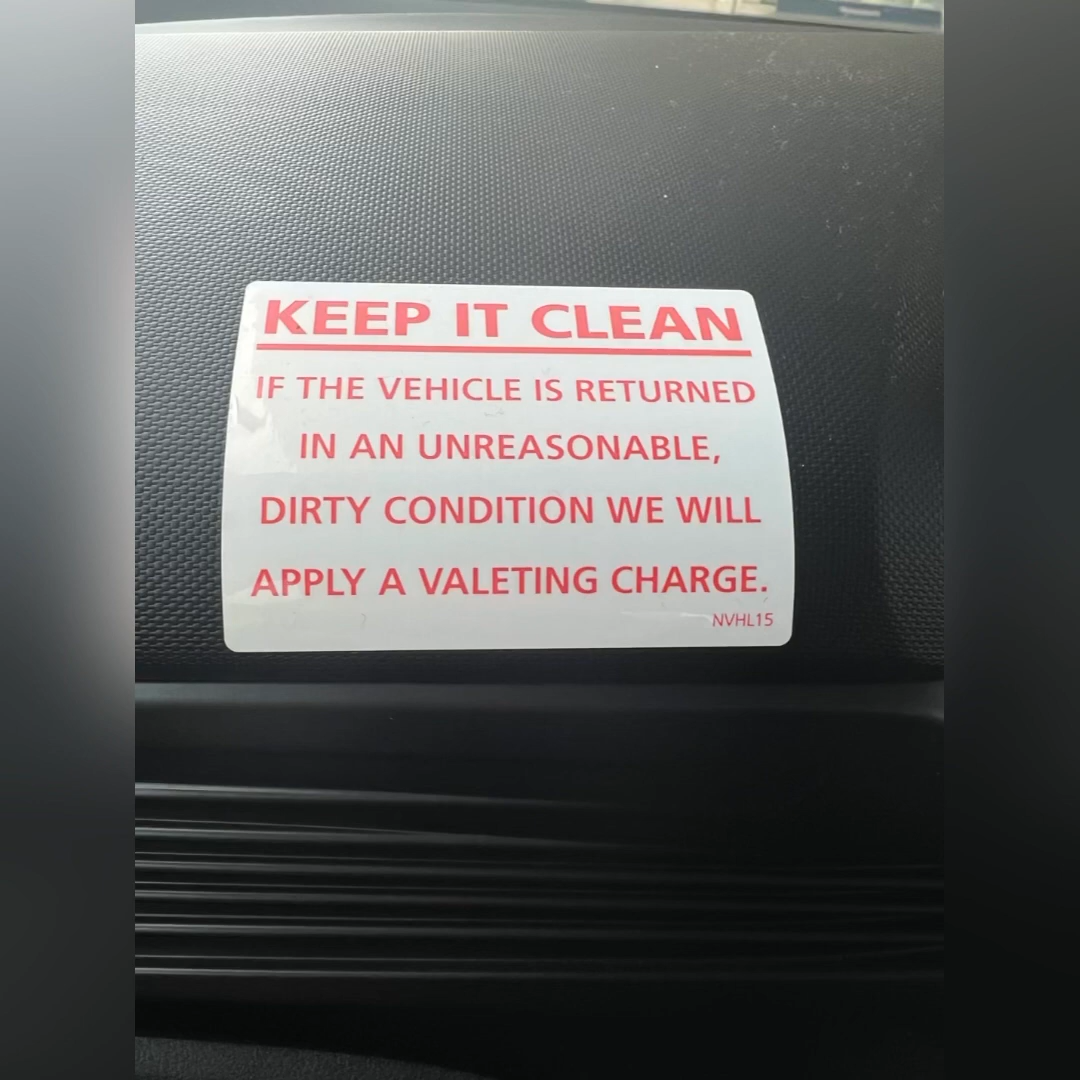 KEEP IT CLEAN
IF THE VEHICLE IS RETURNED
IN AN UNREASONABLE,
DIRTY CONDITION WE WILL
APPLY A VALETING CHARGE.
NVHL15